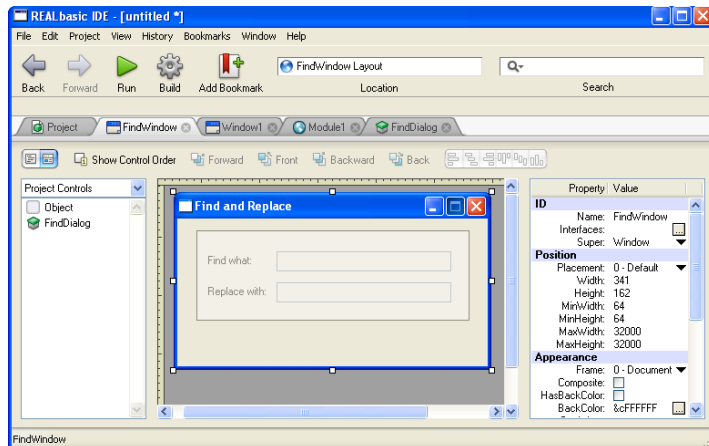 REALbasic IDE - [untitled *]
File Edit Project View History Bookmarks Window Help
FindWindow Layout
Back Forward Run Build Add Bookmark Location Search
Project FindWindow Window1 Module1 FindDialog
Show Control Order Forward Front Backward Back
Project Controls
Object
FindDialog
Find and Replace
Find what:
Replace with:
Property Value
ID
Name: FindWindow
Interfaces: ...
Super: Window
Position
Placement: 0 - Default
Width: 341
Height: 162
MinWidth: 64
MinHeight: 64
MaxWidth: 32000
MaxHeight: 32000
Appearance
Frame: 0 - Document
Composite:
HasBackColor:
BackColor: &cFFFFFF ...
FindWindow